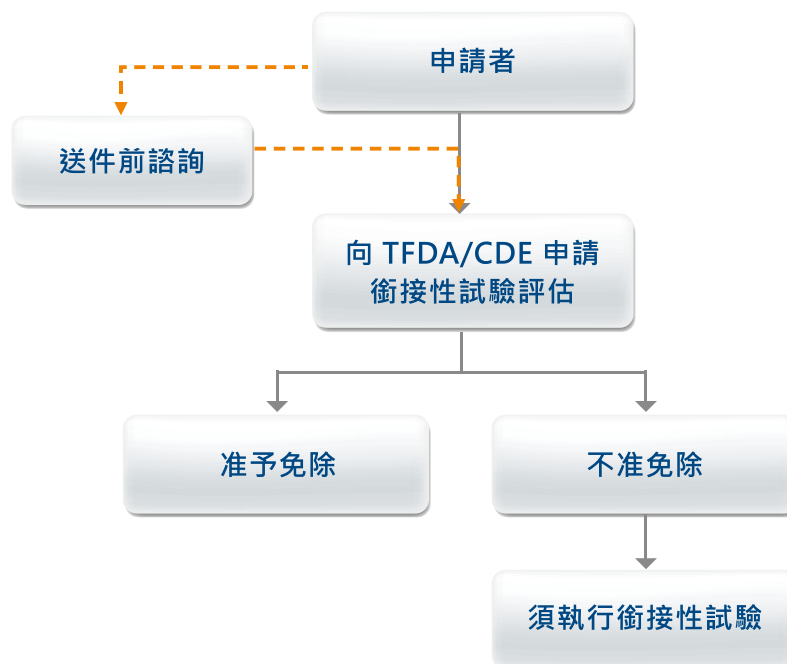 申請者
送件前諮詢
向 TFDA/CDE 申請
銜接性試驗評估
准予免除
不准免除
須執行銜接性試驗